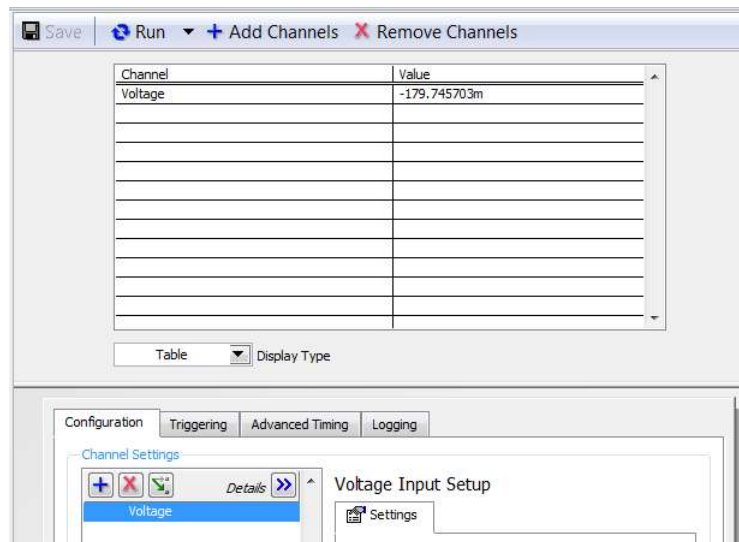 Save Run Add Channels Remove Channels
Channel Value
Voltage -179.745703m
Table Display Type
Configuration Triggering Advanced Timing Logging
Channel Settings
Details Voltage Input Setup
Voltage Settings